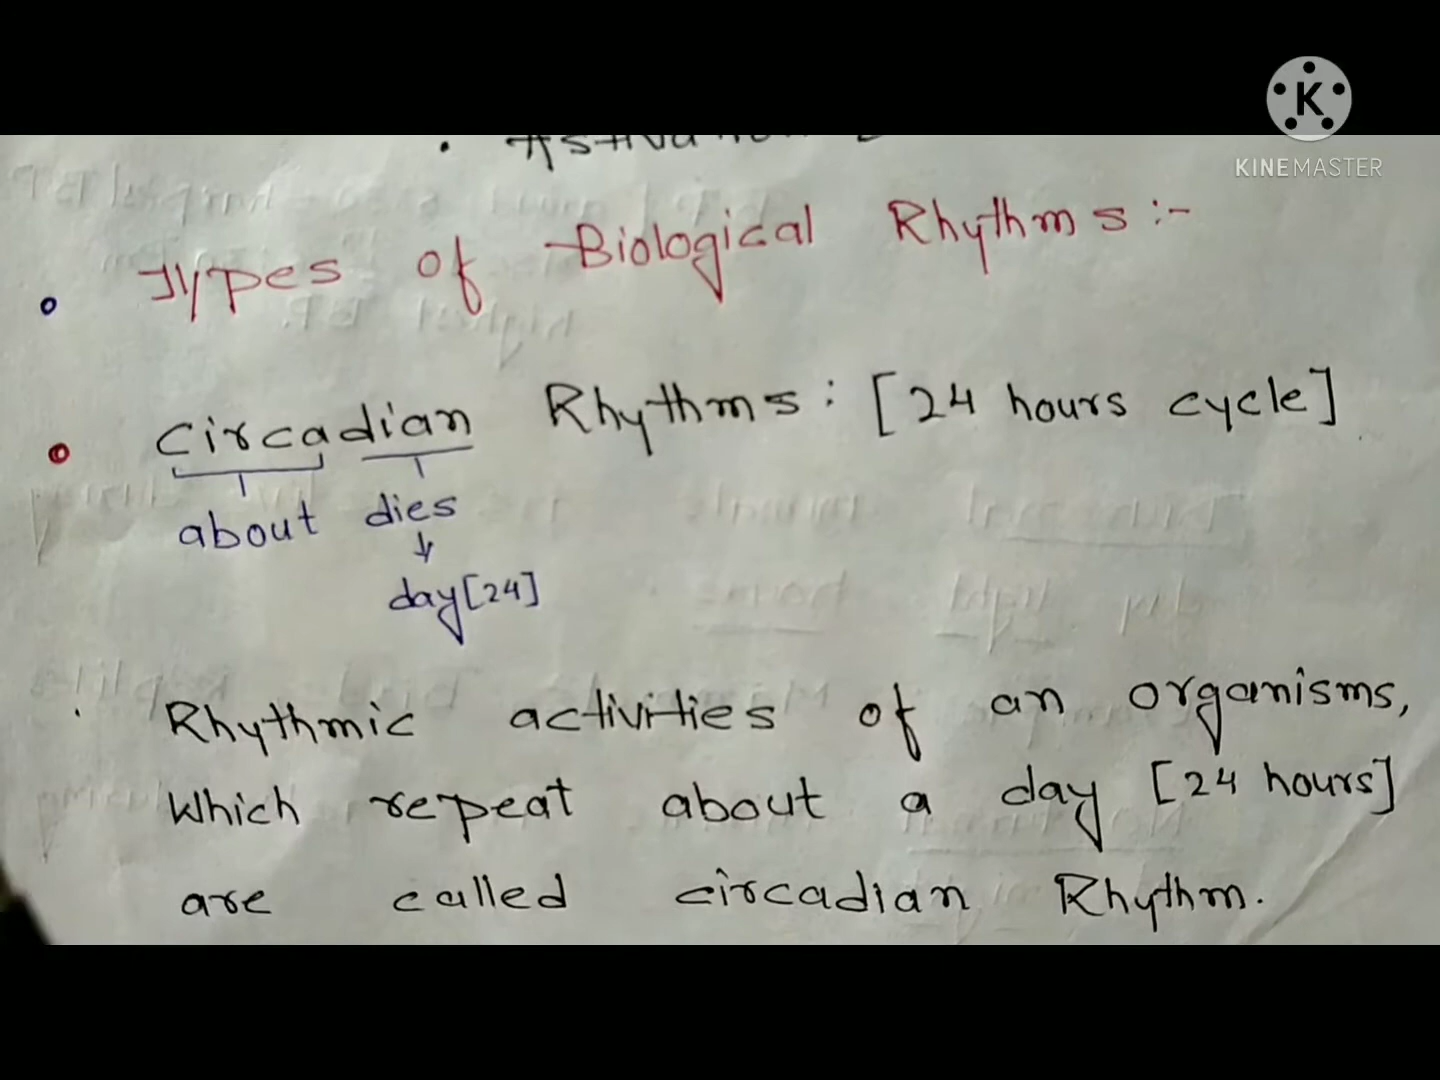 K
KINEMASTER
Types of Biological Rhythms :-
Circadian Rhythms : [24 hours cycle]
about dies
day[24]
Rhythmic activities of an organisms,
which repeat about a day [24 hours]
are called circadian Rhythm.